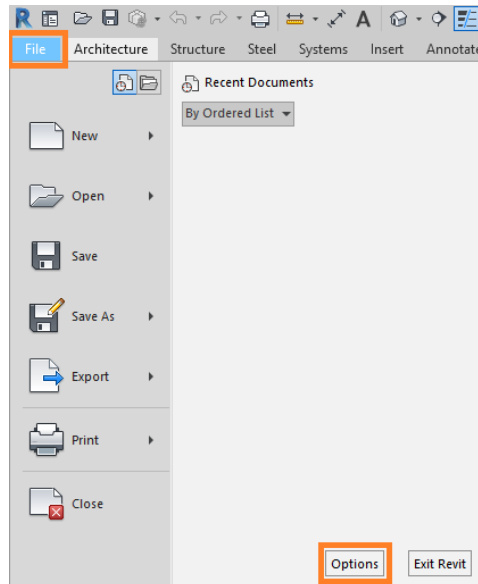 R
A
File Architecture Structure Steel Systems Insert Annotate
Recent Documents
By Ordered List
New
Open
Save
Save As
Export
Print
Close
Options Exit Revit